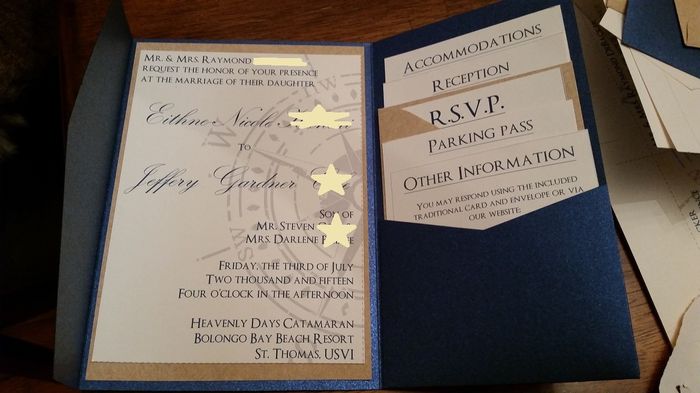 Mr. & Mrs Raymond
request the honor of your presence
at the marriage of their daughter
Eithne Nicole
to
Jeffery Gardner
Son of
Mr. Steven
Mrs. Darlene
Friday, the third of July
Two thousand and fifteen
Four o'clock in the afternoon
Heavenly Days Catamaran
Bolongo Bay Beach Resort
St. Thomas, USVI
Accommodations
Reception
R.S.V.P.
Parking Pass
Other Information
You may respond using the included
traditional card and envelope or via
our website:
NW
W
SW